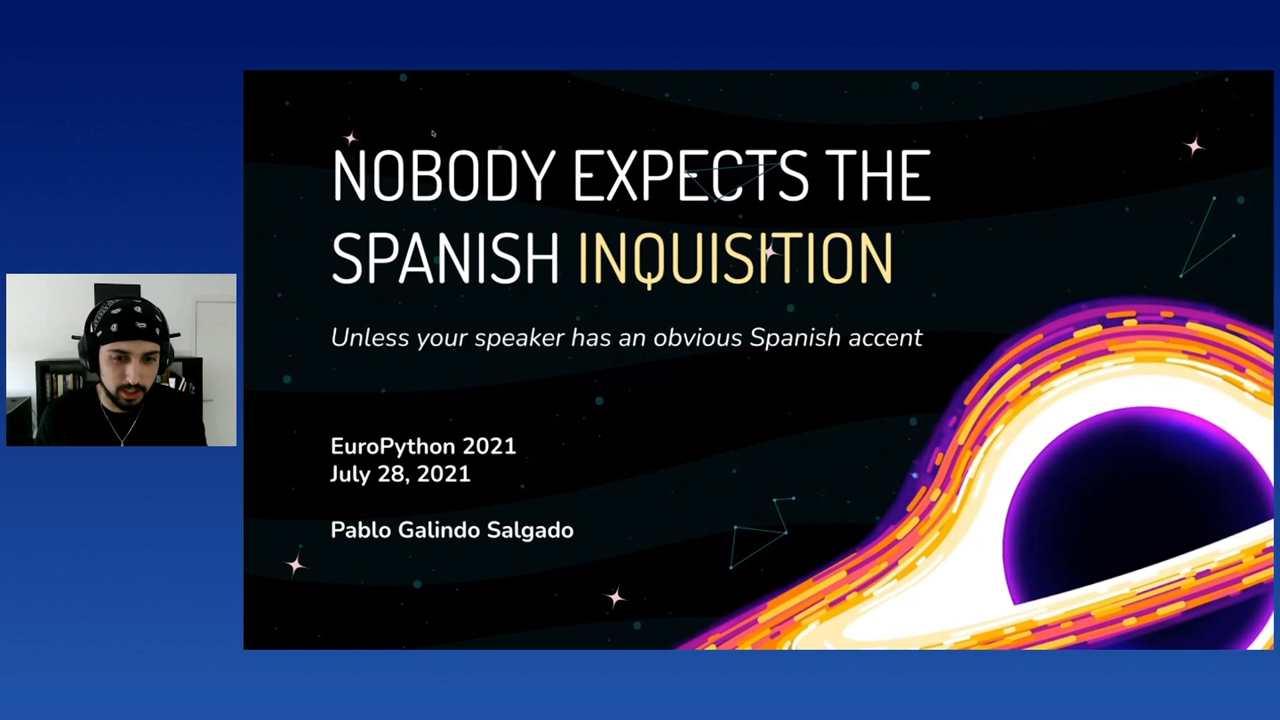 NOBODY EXPECTS THE
SPANISH INQUISITION
Unless your speaker has an obvious Spanish accent
EuroPython 2021
July 28, 2021
Pablo Galindo Salgado